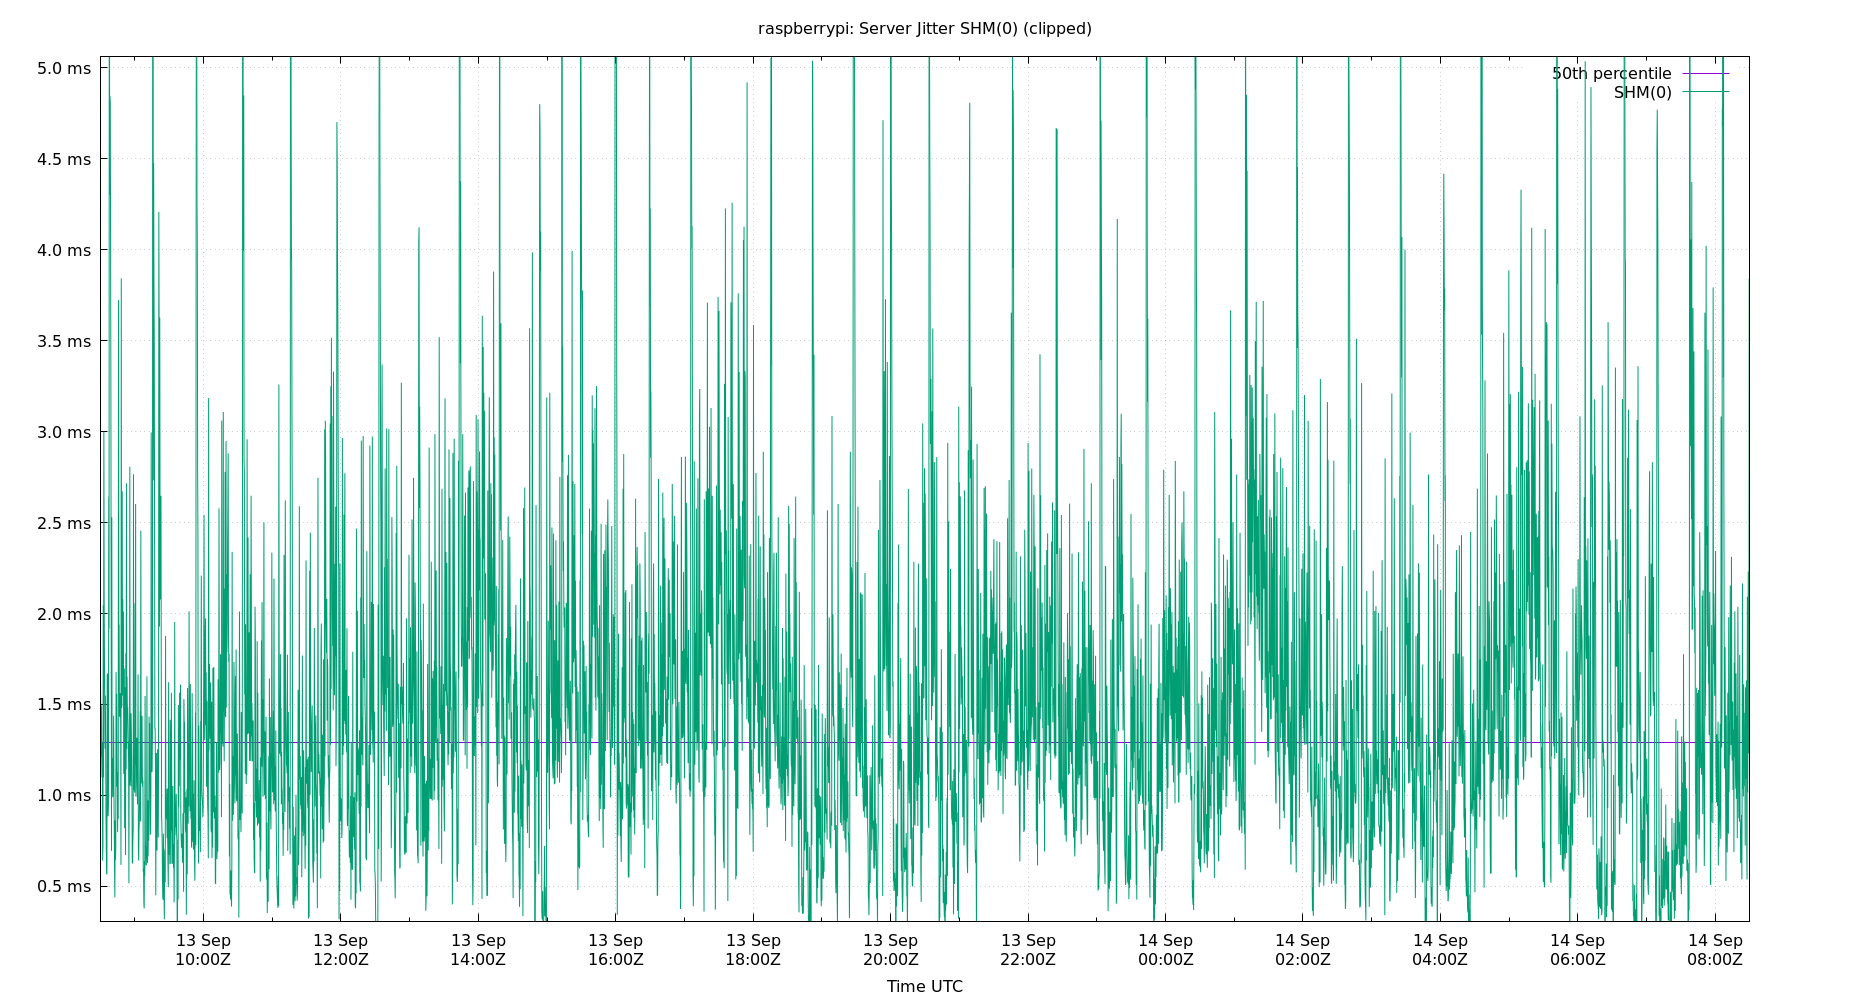 raspberrypi: Server Jitter SHM(0) (clipped)
5.0 ms
4.5 ms
4.0 ms
3.5 ms
3.0 ms
2.5 ms
2.0 ms
1.5 ms
1.0 ms
0.5 ms
50th percentile
SHM(0)
13 Sep 13 Sep 13 Sep 13 Sep 13 Sep 13 Sep 13 Sep 14 Sep 14 Sep 14 Sep 14 Sep 14 Sep
10:00Z 12:00Z 14:00Z 16:00Z 18:00Z 20:00Z 22:00Z 00:00Z 02:00Z 04:00Z 06:00Z 08:00Z
Time UTC